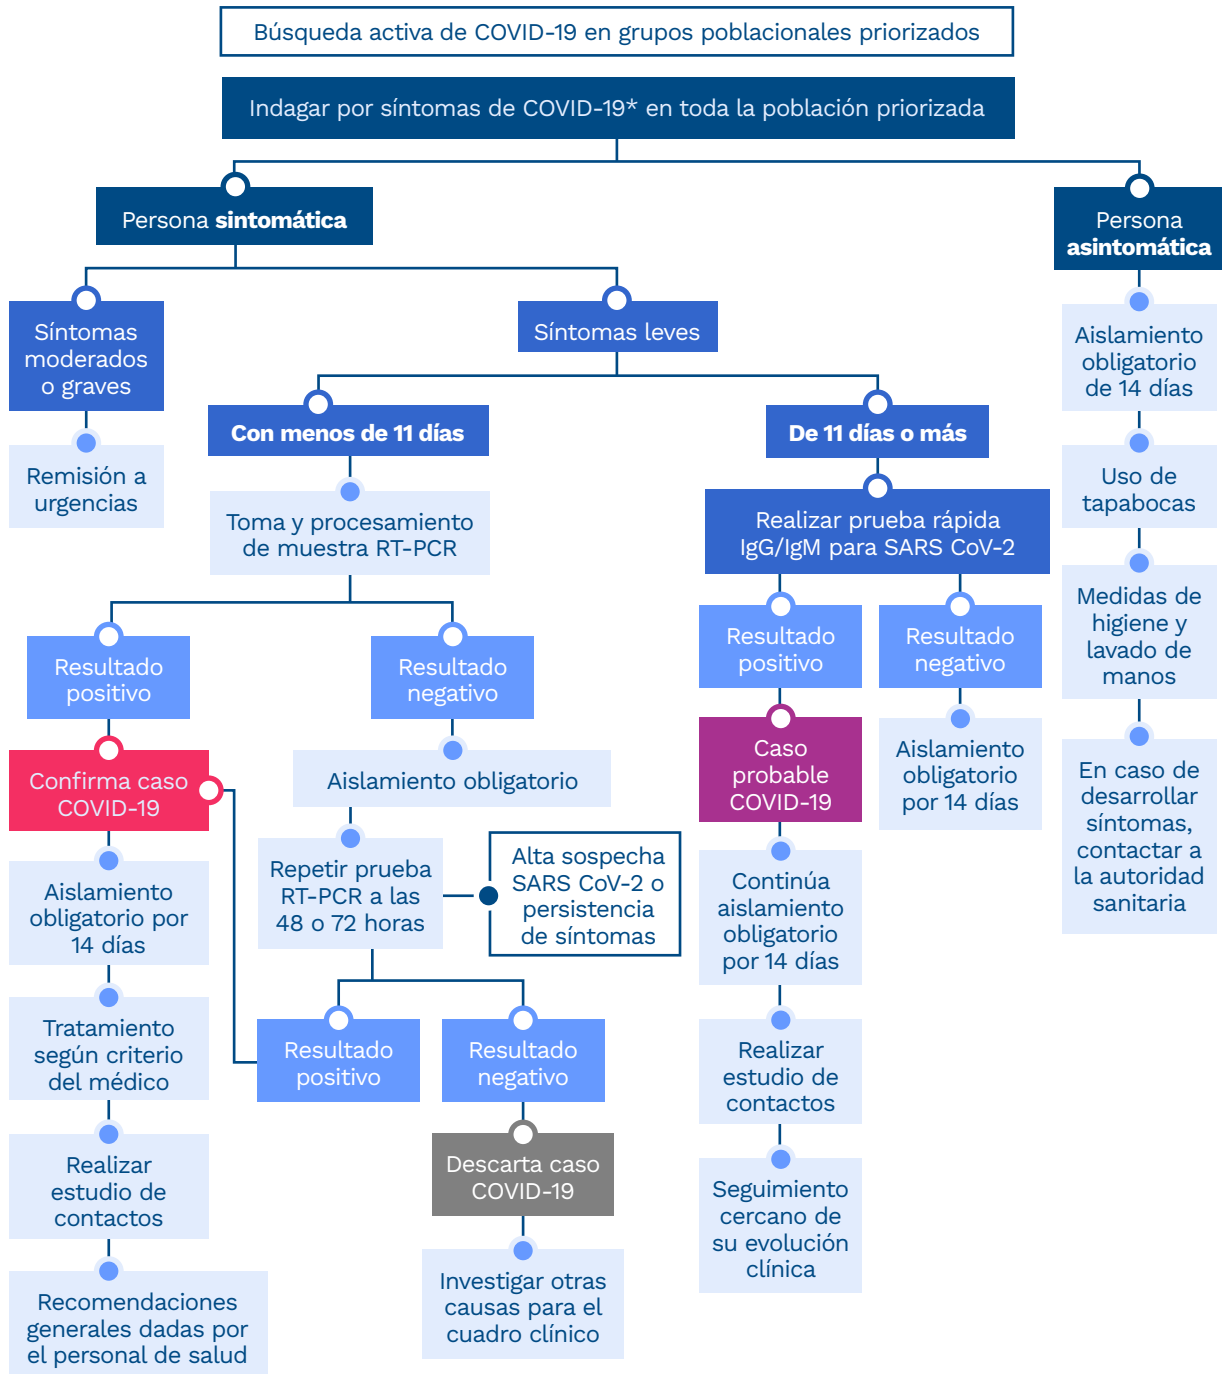 Búsqueda activa de COVID-19 en grupos poblacionales priorizados
Indagar por síntomas de COVID-19* en toda la población priorizada
Persona sintomática
Persona
asintomática
Síntomas
moderados
o graves
Remisión a
urgencias
Síntomas leves
Con menos de 11 días
Toma y procesamiento
de muestra RT-PCR
Resultado
positivo
Confirma caso
COVID-19
Aislamiento
obligatorio por
14 días
Tratamiento
según criterio
del médico
Realizar
estudio de
contactos
Recomendaciones
generales dadas por
el personal de salud
Resultado
negativo
Aislamiento obligatorio
Repetir prueba
RT-PCR a las
48 o 72 horas
Alta sospecha
SARS CoV-2 o
persistencia
de síntomas
Resultado
positivo
Resultado
negativo
Descarta caso
COVID-19
Investigar otras
causas para el
cuadro clínico
De 11 días o más
Realizar prueba rápida
IgG/IgM para SARS CoV-2
Resultado
positivo
Caso
probable
COVID-19
Continúa
aislamiento
obligatorio
por 14 días
Realizar
estudio de
contactos
Seguimiento
cercano de
su evolución
clínica
Resultado
negativo
Aislamiento
obligatorio
por 14 días
Aislamiento
obligatorio
de 14 días
Uso de
tapabocas
Medidas de
higiene y
lavado de
manos
En caso de
desarrollar
síntomas,
contactar a
la autoridad
sanitaria